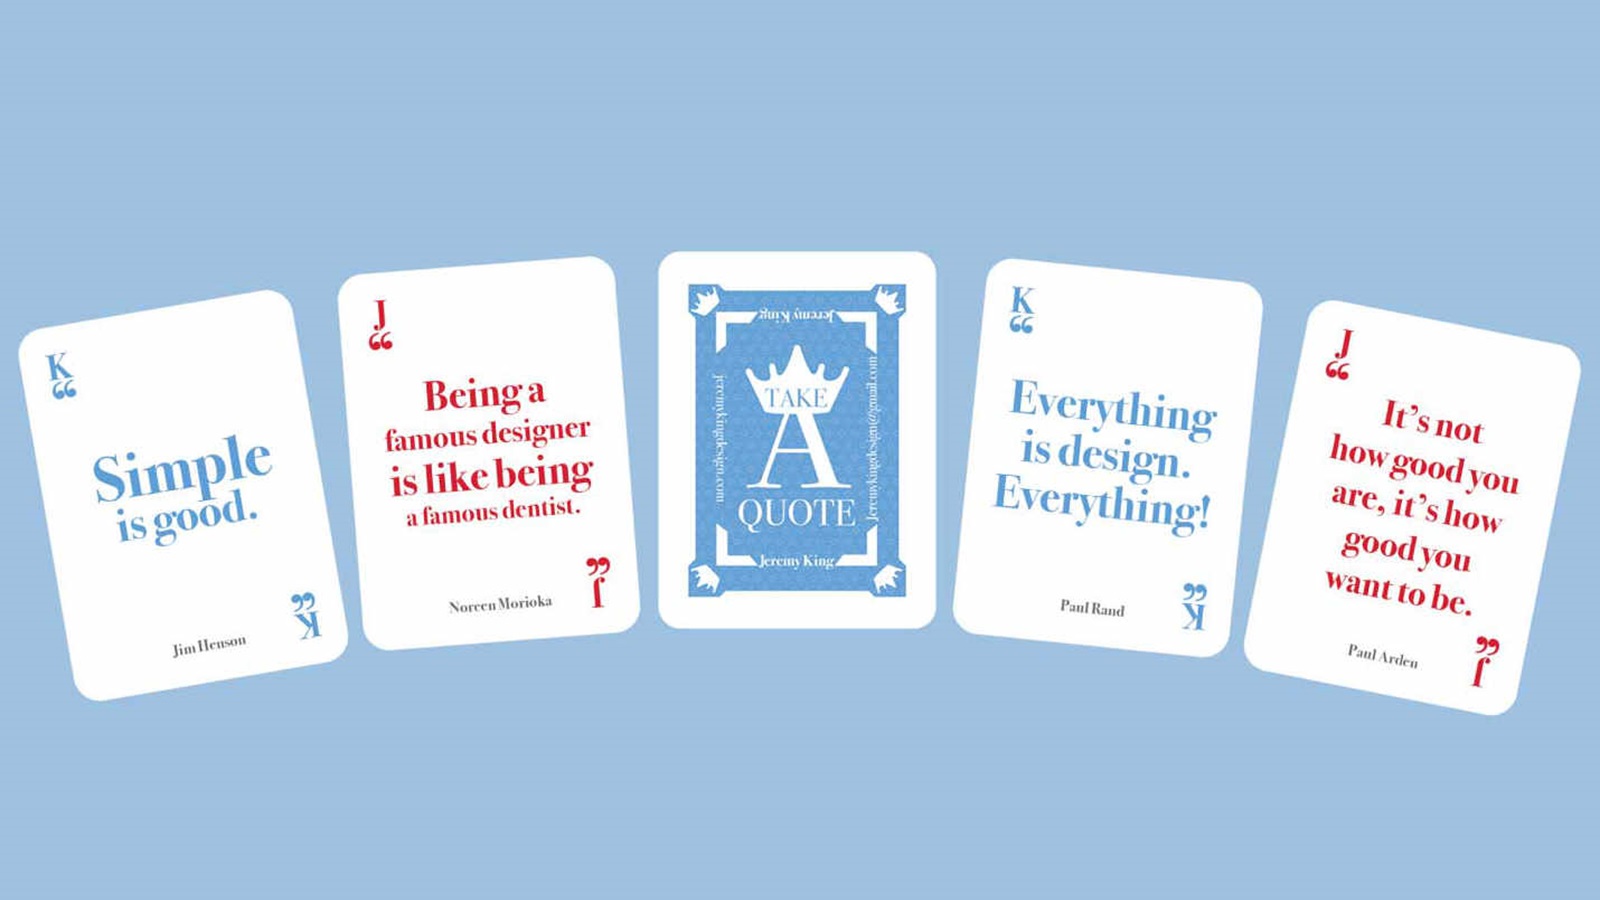 K
“
Simple
is good.
Jim Henson
”
K
J
“
Being a
famous designer
is like being
a famous dentist.
Noreen Morioka
”
J
Jeremy King
jeremykingdesign.com
TAKE
A
QUOTE
Jeremykingdesign@gmail.com
Jeremy King
K
“
Everything
is design.
Everything!
Paul Rand
”
K
J
“
It’s not
how good you
are, it’s how
good you
want to be.
Paul Arden
”
J